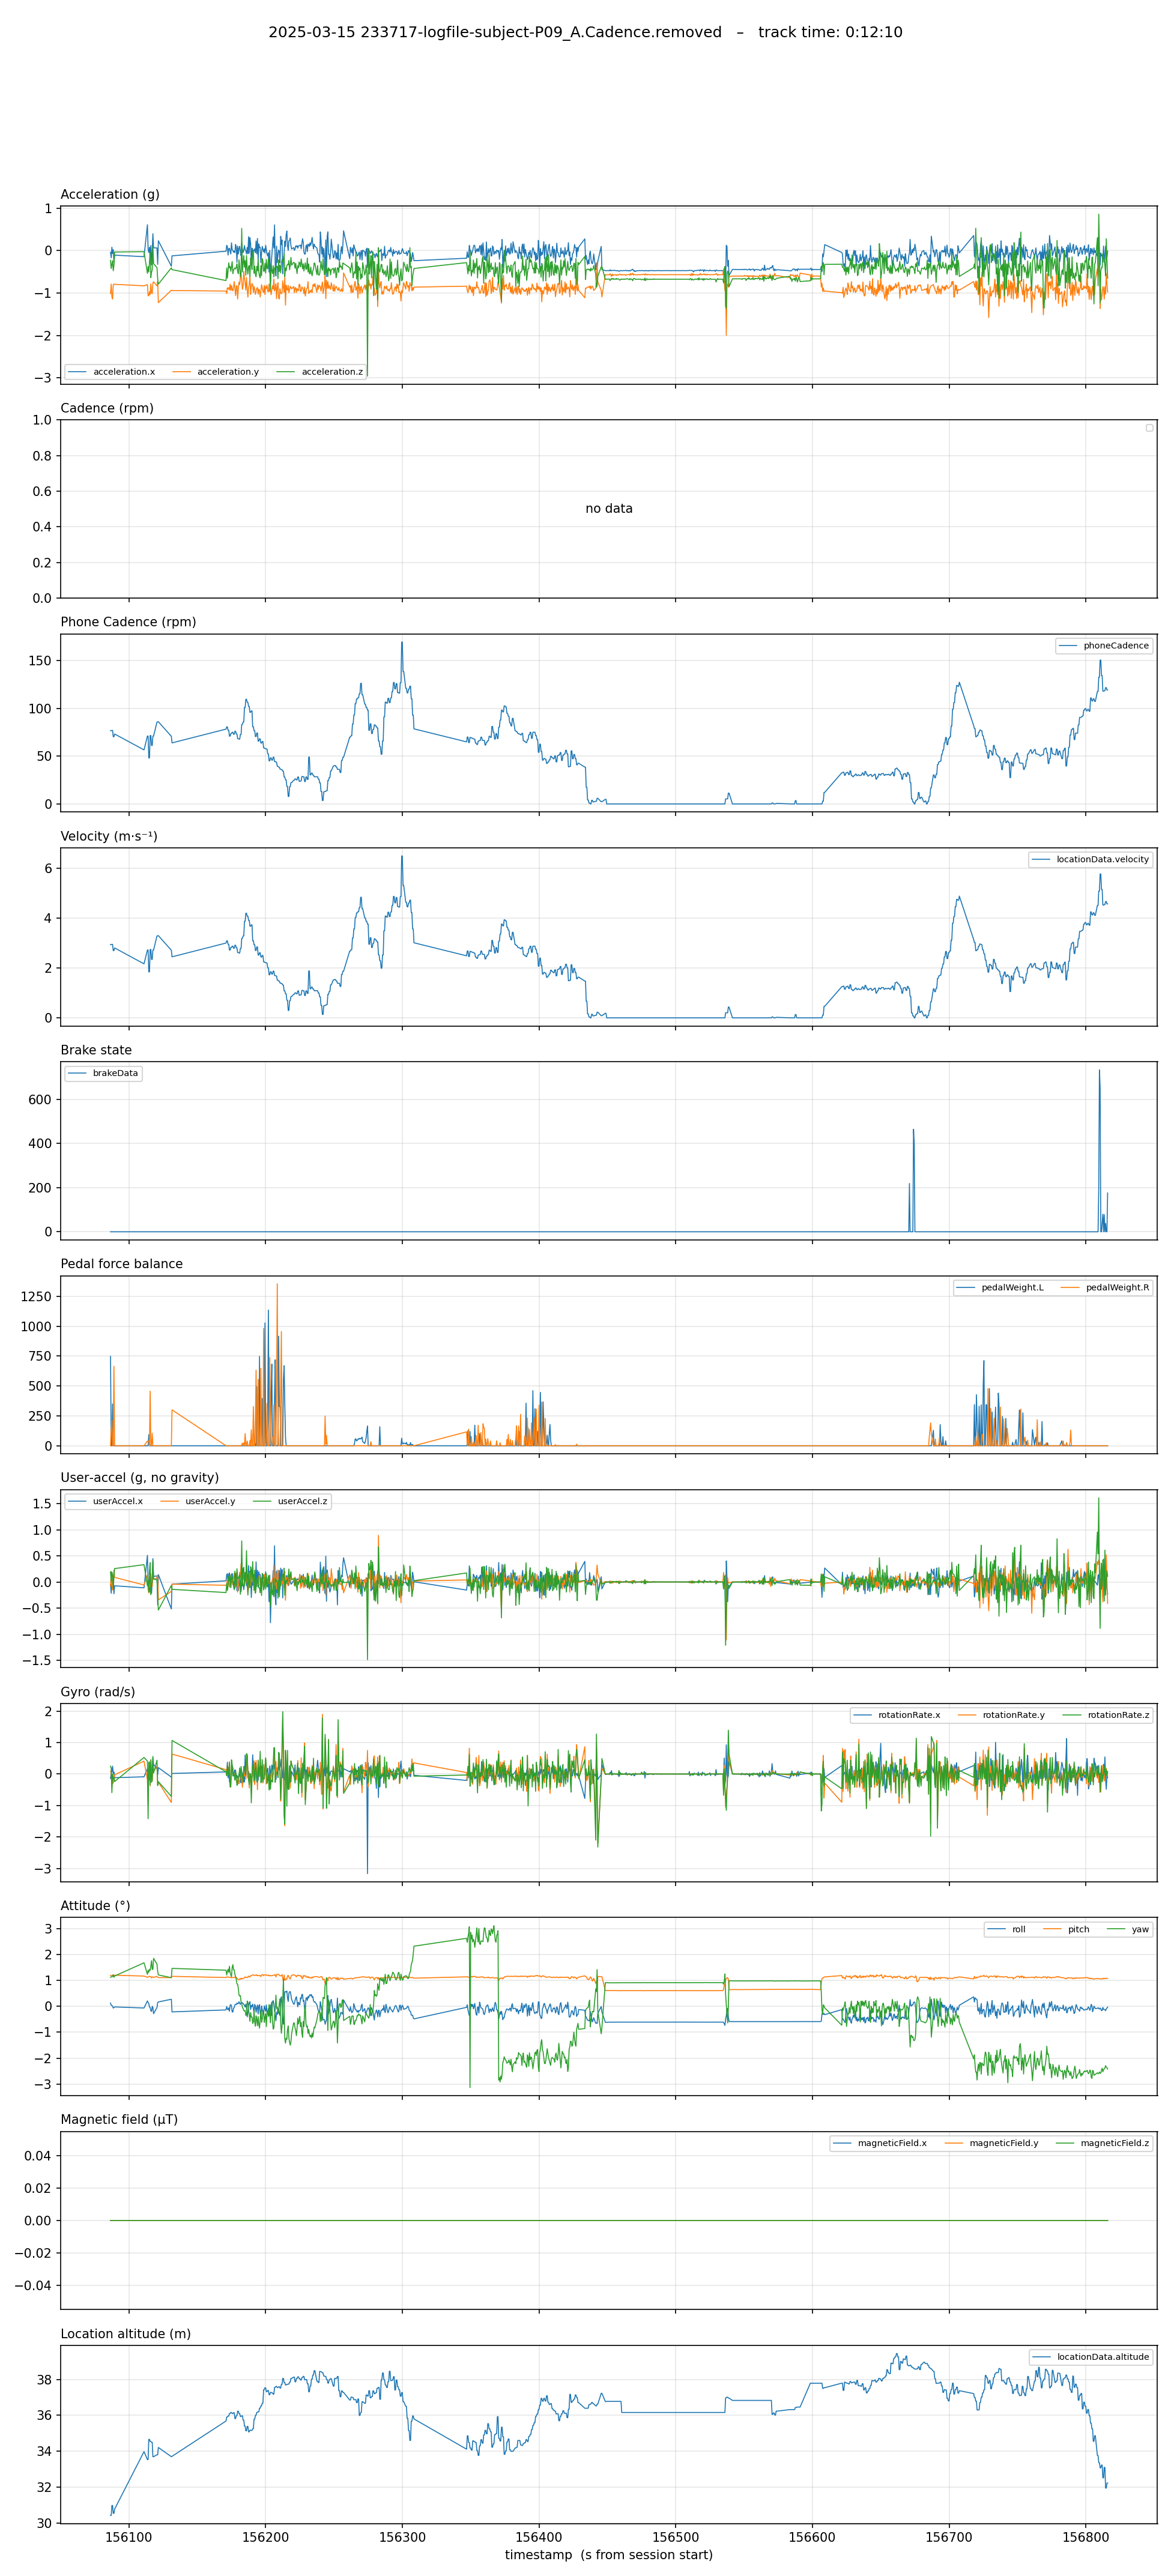 2025-03-15 233717-logfile-subject-P09_A.Cadence.removed – track time: 0:12:10
Acceleration (g)
1
0
−1
−2
−3
acceleration.x acceleration.y acceleration.z
Cadence (rpm)
1.0
0.8
0.6
0.4
0.2
0.0
no data
Phone Cadence (rpm)
150
100
50
0
phoneCadence
Velocity (m·s⁻¹)
6
4
2
0
locationData.velocity
Brake state
600
400
200
0
brakeData
Pedal force balance
1250
1000
750
500
250
0
pedalWeight.L pedalWeight.R
User-accel (g, no gravity)
1.5
1.0
0.5
0.0
−0.5
−1.0
−1.5
userAccel.x userAccel.y userAccel.z
Gyro (rad/s)
2
1
0
−1
−2
−3
rotationRate.x rotationRate.y rotationRate.z
Attitude (°)
3
2
1
0
−1
−2
−3
roll pitch yaw
Magnetic field (μT)
0.04
0.02
0.00
−0.02
−0.04
magneticField.x magneticField.y magneticField.z
Location altitude (m)
38
36
34
32
30
locationData.altitude
156100 156200 156300 156400 156500 156600 156700 156800
timestamp (s from session start)